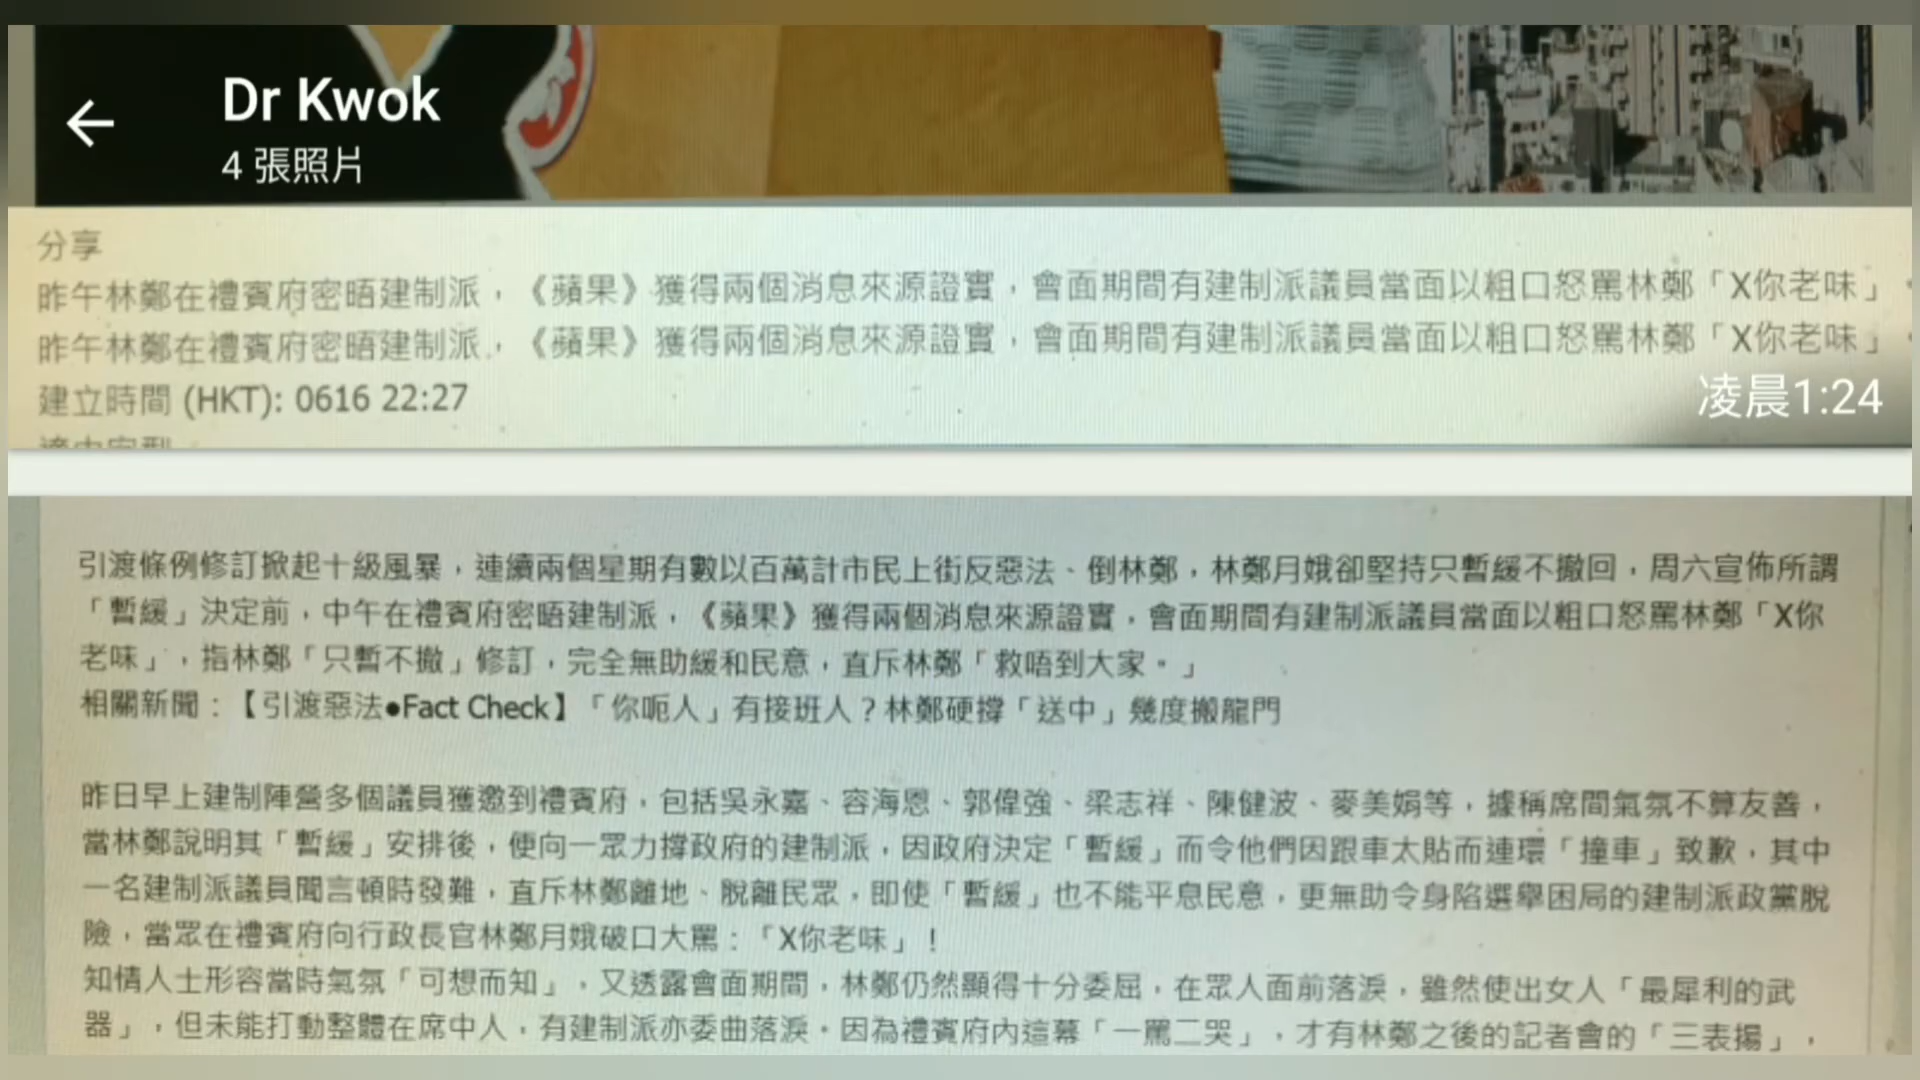 Dr Kwok
4 張照片
分享
昨午林鄭在禮賓府密晤建制派，《蘋果》獲得兩個消息來源證實，會面期間有建制派議員當面以粗口怒罵林鄭「X你老味」
昨午林鄭在禮賓府密晤建制派，《蘋果》獲得兩個消息來源證實，會面期間有建制派議員當面以粗口怒罵林鄭「X你老味」
建立時間 (HKT): 0616 22:27
凌晨1:24
引渡條例修訂掀起十級風暴，連續兩個星期有數以百萬計市民上街反惡法、倒林鄭，林鄭月娥卻堅持只暫緩不撤回，周六宣佈所謂
「暫緩」決定前，中午在禮賓府密晤建制派，《蘋果》獲得兩個消息來源證實，會面期間有建制派議員當面以粗口怒罵林鄭「X你
老味」，指林鄭「只暫不撤」修訂，完全無助緩和民意，直斥林鄭「救唔到大家。」
相關新聞：【引渡惡法●Fact Check】「你呃人」有接班人？林鄭硬撐「送中」幾度搬龍門
昨日早上建制陣營多個議員獲邀到禮賓府，包括吳永嘉、容海恩、郭偉強、梁志祥、陳健波、麥美娟等，據稱席間氣氛不算友善，
當林鄭說明其「暫緩」安排後，便向一眾力撐政府的建制派，因政府決定「暫緩」而令他們因跟車太貼而連環「撞車」致歉，其中
一名建制派議員聞言頓時發難，直斥林鄭離地、脫離民眾，即使「暫緩」也不能平息民意，更無助令身陷選舉困局的建制派政黨脫
險，當眾在禮賓府向行政長官林鄭月娥破口大罵：「X你老味」！
知情人士形容當時氣氛「可想而知」，又透露會面期間，林鄭仍然顯得十分委屈，在眾人面前落淚，雖然使出女人「最犀利的武
器」，但未能打動整體在席中人，有建制派亦委曲落淚。因為禮賓府內這幕「一罵二哭」，才有林鄭之後的記者會的「三表揚」，